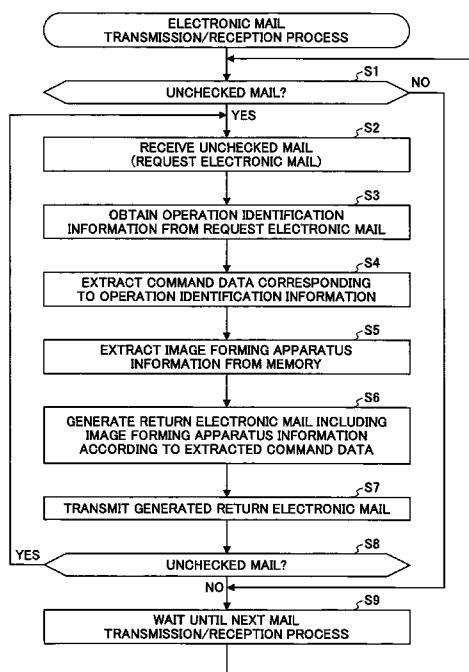 ELECTRONIC MAIL
TRANSMISSION/RECEPTION PROCESS
S1
UNCHECKED MAIL?
NO
YES
S2
RECEIVE UNCHECKED MAIL
(REQUEST ELECTRONIC MAIL)
S3
OBTAIN OPERATION IDENTIFICATION
INFORMATION FROM REQUEST ELECTRONIC MAIL
S4
EXTRACT COMMAND DATA CORRESPONDING
TO OPERATION IDENTIFICATION INFORMATION
S5
EXTRACT IMAGE FORMING APPARATUS
INFORMATION FROM MEMORY
S6
GENERATE RETURN ELECTRONIC MAIL INCLUDING
IMAGE FORMING APPARATUS INFORMATION
ACCORDING TO EXTRACTED COMMAND DATA
S7
TRANSMIT GENERATED RETURN ELECTRONIC MAIL
S8
YES
UNCHECKED MAIL?
NO
S9
WAIT UNTIL NEXT MAIL
TRANSMISSION/RECEPTION PROCESS